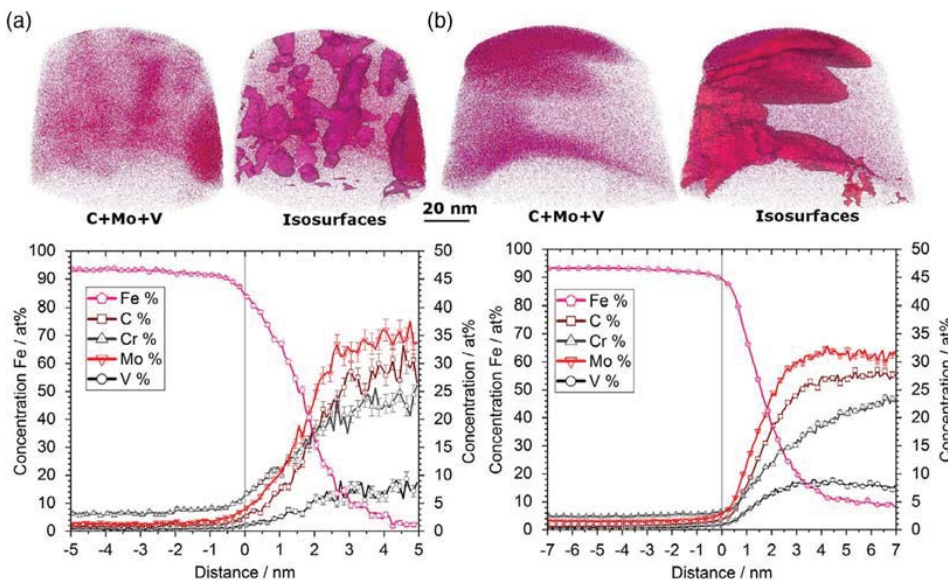 (a)
(b)
C+Mo+V
Isosurfaces
20 nm
C+Mo+V
Isosurfaces
Concentration Fe / at%
100
90
80
70
60
50
40
30
20
10
0
Fe %
C %
Cr %
Mo %
V %
50
45
40
35
30
25
20
15
10
5
0
Concentration / at%
-5 -4 -3 -2 -1 0 1 2 3 4 5
Distance / nm
Concentration Fe / at%
100
90
80
70
60
50
40
30
20
10
0
Fe %
C %
Cr %
Mo %
V %
50
45
40
35
30
25
20
15
10
5
0
Concentration / at%
-7 -6 -5 -4 -3 -2 -1 0 1 2 3 4 5 6 7
Distance / nm